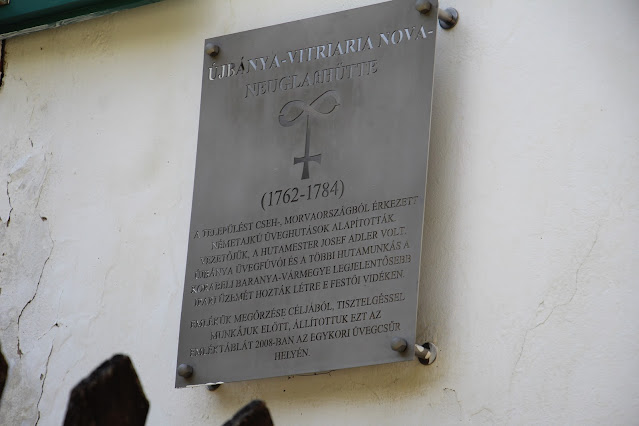 ÚJBÁNYA-VITRIARIA NOVA-
NEUGLASHÜTTE
(1762-1784)
A TELEPÜLÉST CSEH-, MORVAORSZÁGBÓL ÉRKEZETT
NÉMETAJKÚ ÜVEGHUTÁSOK ALAPÍTOTTÁK.
VEZETŐJÜK, A HUTAMESTER JOSEF ADLER VOLT.
ÚJBÁNYA ÜVEGFÚVÓI ÉS A TÖBBI HUTAMUNKÁS A
KORABELI BARANYA-VÁRMEGYE LEGJELENTŐSEBB
IPARI ÜZEMÉT HOZTÁK LÉTRE E FESTŐI VIDÉKEN.
EMLÉKÜK MEGŐRZÉSE CÉLJÁBÓL, TISZTELGÉSSEL
MUNKÁJUK ELŐTT, ÁLLÍTOTTUK EZT AZ
EMLÉKTÁBLÁT 2008-BAN AZ EGYKORI ÜVEGCSŰR
HELYÉN.